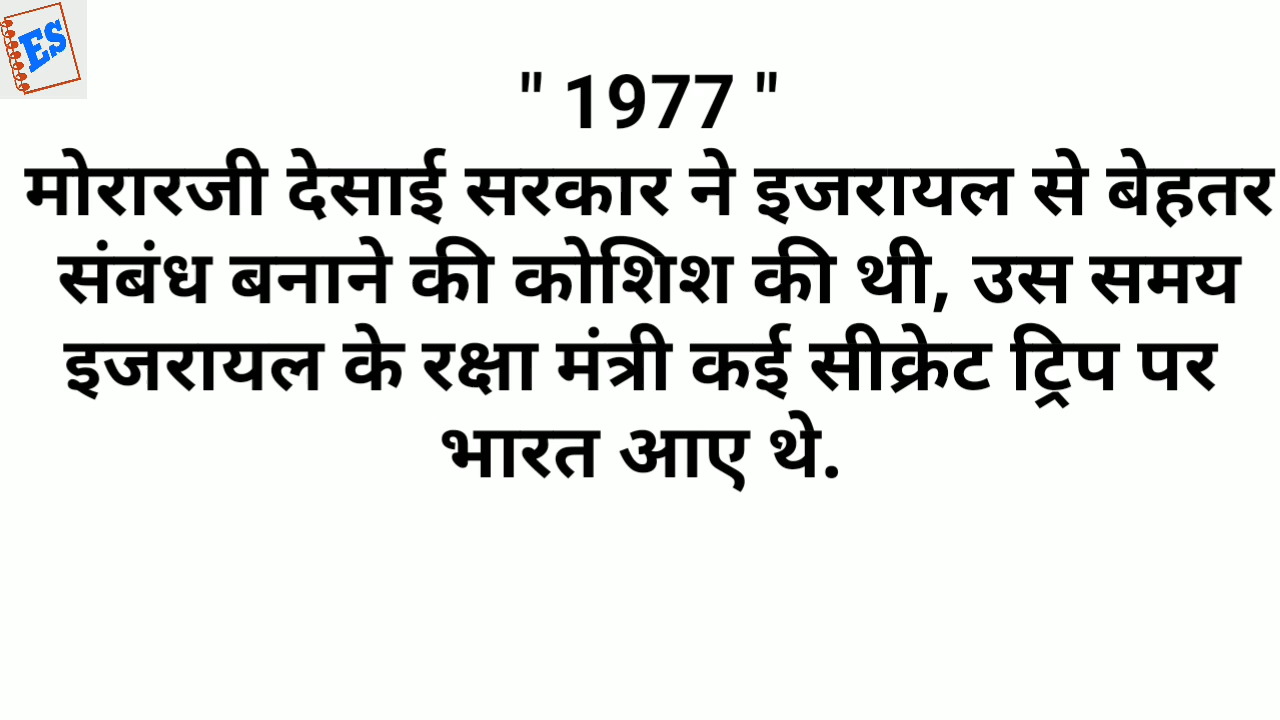 ES
" 1977 "
मोरारजी देसाई सरकार ने इजरायल से बेहतर
संबंध बनाने की कोशिश की थी, उस समय
इजरायल के रक्षा मंत्री कई सीक्रेट ट्रिप पर
भारत आए थे.